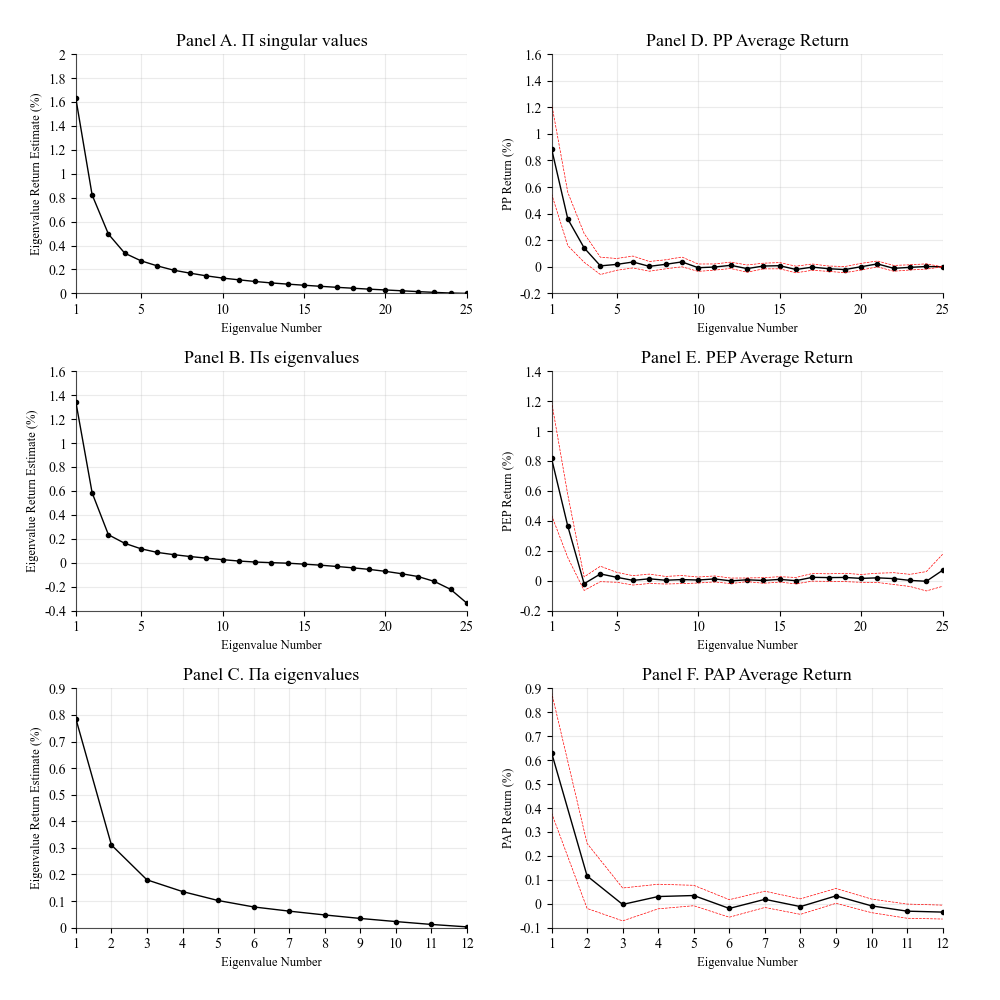 Panel A. Π singular values
Eigenvalue Return Estimate (%)
2
1.8
1.6
1.4
1.2
1
0.8
0.6
0.4
0.2
0
1 5 10 15 20 25
Eigenvalue Number
Panel D. PP Average Return
PP Return (%)
1.6
1.4
1.2
1
0.8
0.6
0.4
0.2
0
-0.2
1 5 10 15 20 25
Eigenvalue Number
Panel B. Πs eigenvalues
Eigenvalue Return Estimate (%)
1.6
1.4
1.2
1
0.8
0.6
0.4
0.2
0
-0.2
-0.4
1 5 10 15 20 25
Eigenvalue Number
Panel E. PEP Average Return
PEP Return (%)
1.4
1.2
1
0.8
0.6
0.4
0.2
0
-0.2
1 5 10 15 20 25
Eigenvalue Number
Panel C. Πa eigenvalues
Eigenvalue Return Estimate (%)
0.9
0.8
0.7
0.6
0.5
0.4
0.3
0.2
0.1
0
1 2 3 4 5 6 7 8 9 10 11 12
Eigenvalue Number
Panel F. PAP Average Return
PAP Return (%)
0.9
0.8
0.7
0.6
0.5
0.4
0.3
0.2
0.1
0
-0.1
1 2 3 4 5 6 7 8 9 10 11 12
Eigenvalue Number